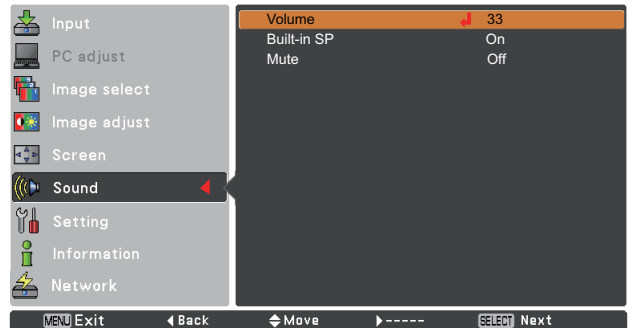 Input
PC adjust
Image select
Image adjust
Screen
Sound
Setting
Information
Network
Volume 33
Built-in SP On
Mute Off
MENU Exit Back Move ----- SELECT Next